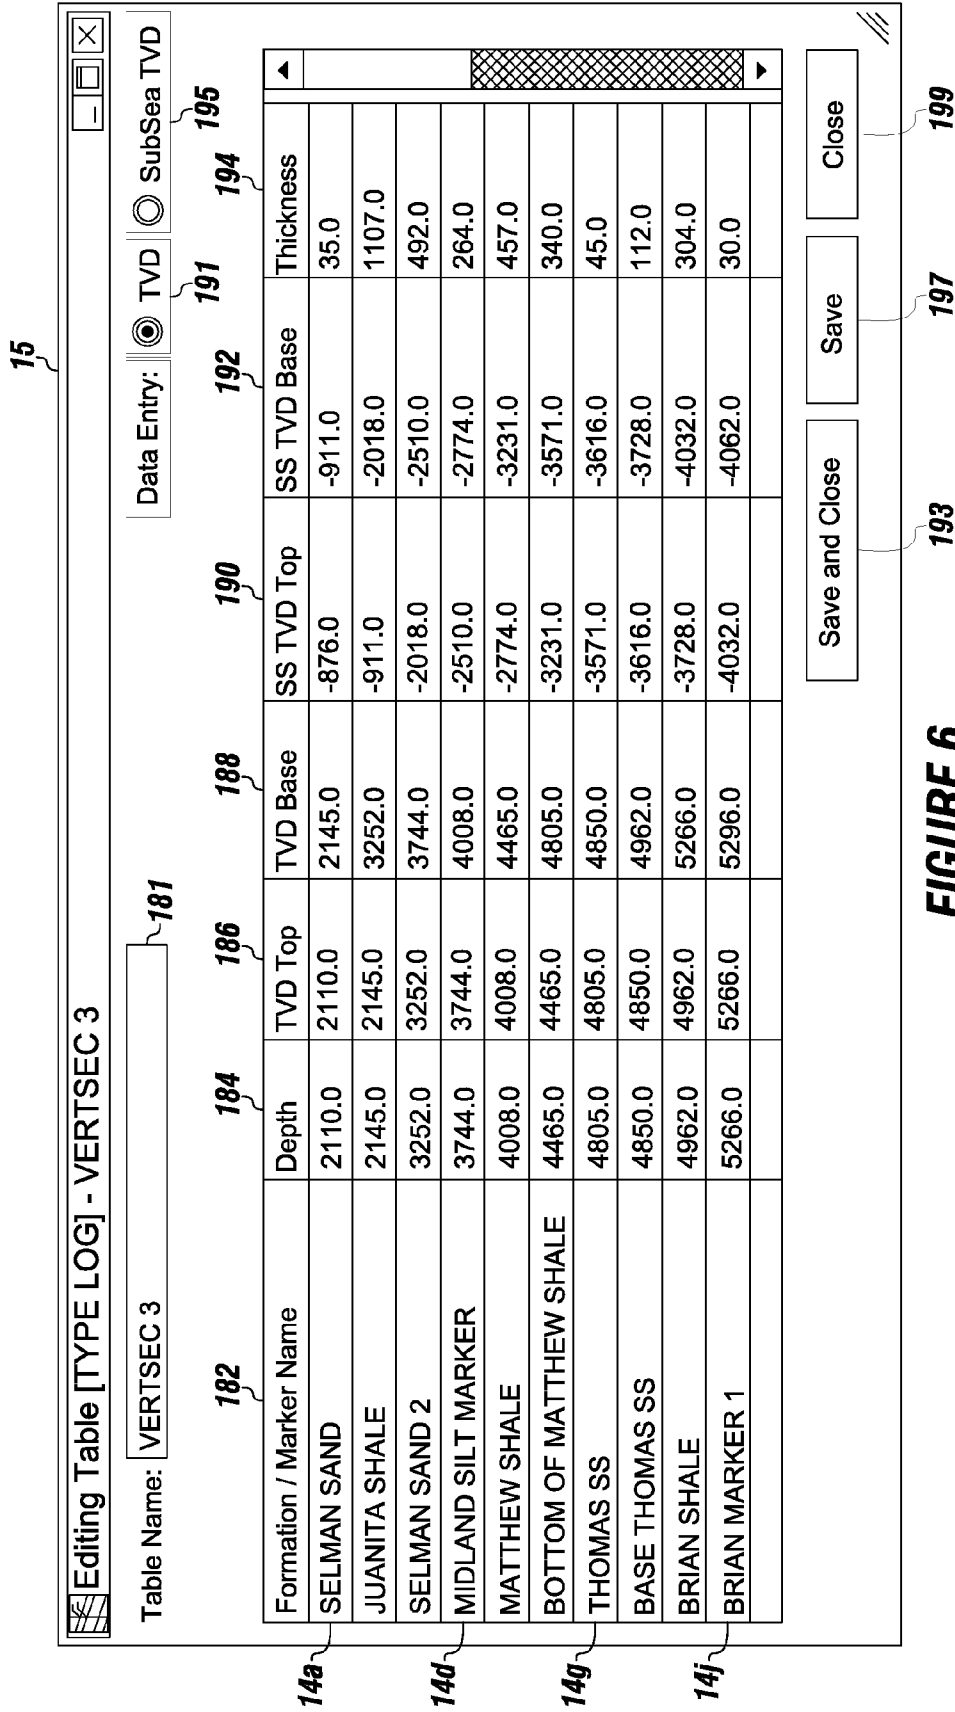 15
Editing Table [TYPE LOG] - VERTSEC 3
Table Name: VERTSEC 3
181
Data Entry: TVD SubSea TVD
191 195
182 184 186 188 190 192 194
Formation / Marker Name Depth TVD Top TVD Base SS TVD Top SS TVD Base Thickness
14a SELMAN SAND 2110.0 2110.0 2145.0 -876.0 -911.0 35.0
JUANITA SHALE 2145.0 2145.0 3252.0 -911.0 -2018.0 1107.0
SELMAN SAND 2 3252.0 3252.0 3744.0 -2018.0 -2510.0 492.0
14d MIDLAND SILT MARKER 3744.0 3744.0 4008.0 -2510.0 -2774.0 264.0
MATTHEW SHALE 4008.0 4008.0 4465.0 -2774.0 -3231.0 457.0
BOTTOM OF MATTHEW SHALE 4465.0 4465.0 4805.0 -3231.0 -3571.0 340.0
14g THOMAS SS 4805.0 4805.0 4850.0 -3571.0 -3616.0 45.0
BASE THOMAS SS 4850.0 4850.0 4962.0 -3616.0 -3728.0 112.0
BRIAN SHALE 4962.0 4962.0 5266.0 -3728.0 -4032.0 304.0
14j BRIAN MARKER 1 5266.0 5266.0 5296.0 -4032.0 -4062.0 30.0
Save and Close Save Close
193 197 199
FIGURE 6